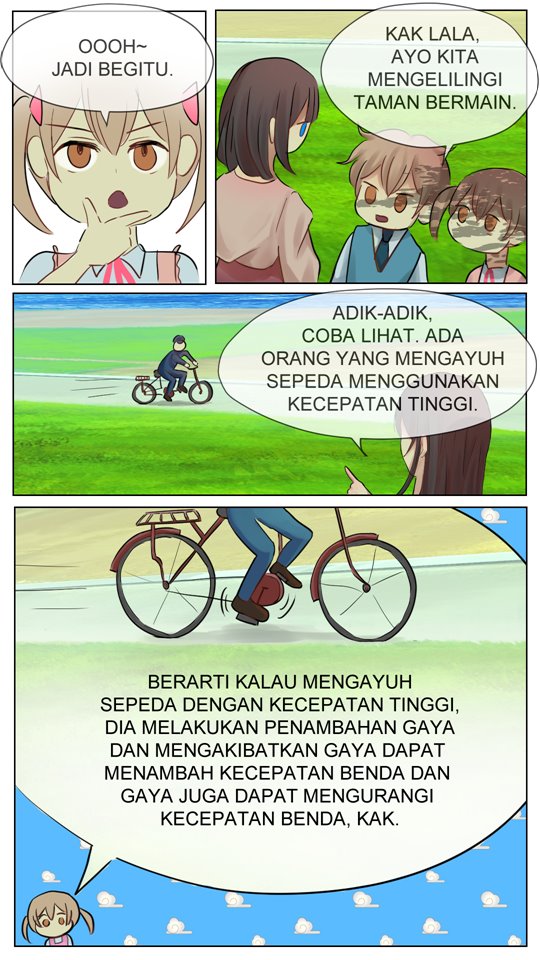 OOOH~
JADI BEGITU.
KAK LALA,
AYO KITA
MENGELILINGI
TAMAN BERMAIN.
ADIK-ADIK,
COBA LIHAT. ADA
ORANG YANG MENGAYUH
SEPEDA MENGGUNAKAN
KECEPATAN TINGGI.
BERARTI KALAU MENGAYUH
SEPEDA DENGAN KECEPATAN TINGGI,
DIA MELAKUKAN PENAMBAHAN GAYA
DAN MENGAKIBATKAN GAYA DAPAT
MENAMBAH KECEPATAN BENDA DAN
GAYA JUGA DAPAT MENGURANGI
KECEPATAN BENDA, KAK.